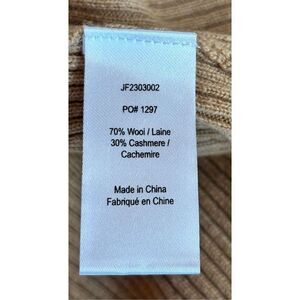 JF2303002
PO# 1297
70% Wool / Laine
30% Cashmere /
Cachemire
Made in China
Fabriqué en Chine